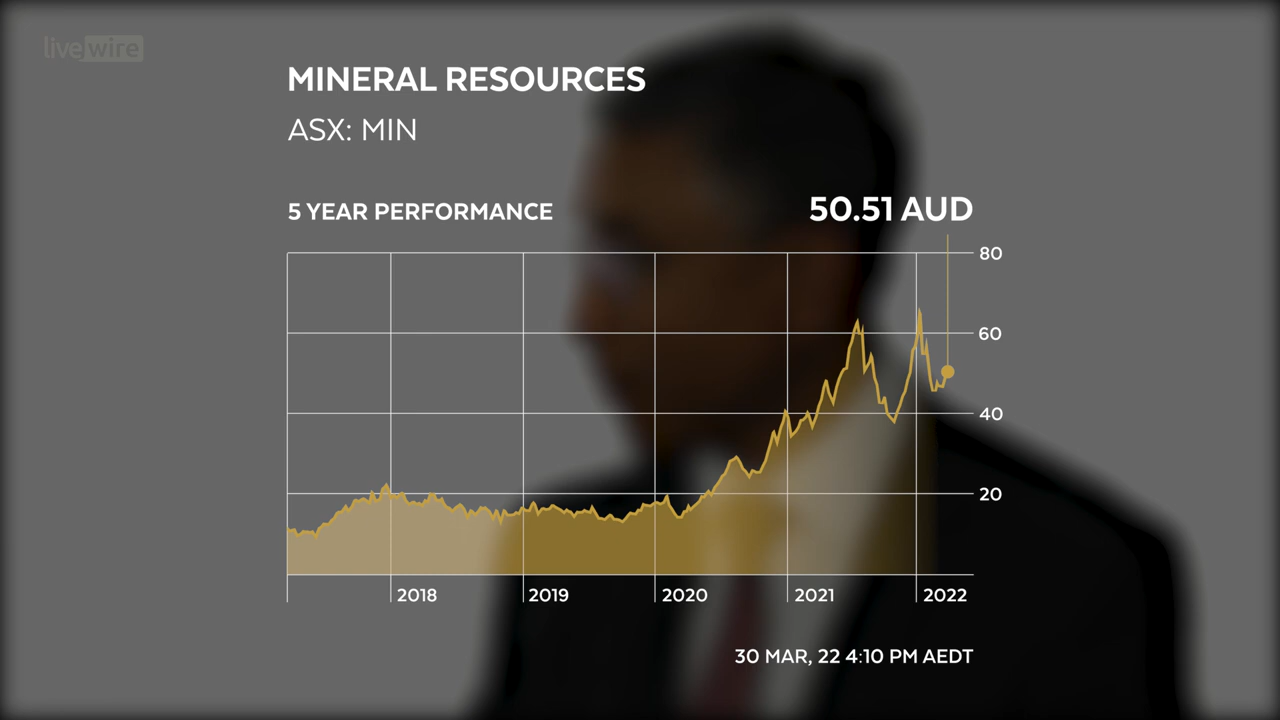 livewire
MINERAL RESOURCES
ASX: MIN
5 YEAR PERFORMANCE
50.51 AUD
80
60
40
20
2018 2019 2020 2021 2022
30 MAR, 22 4:10 PM AEDT